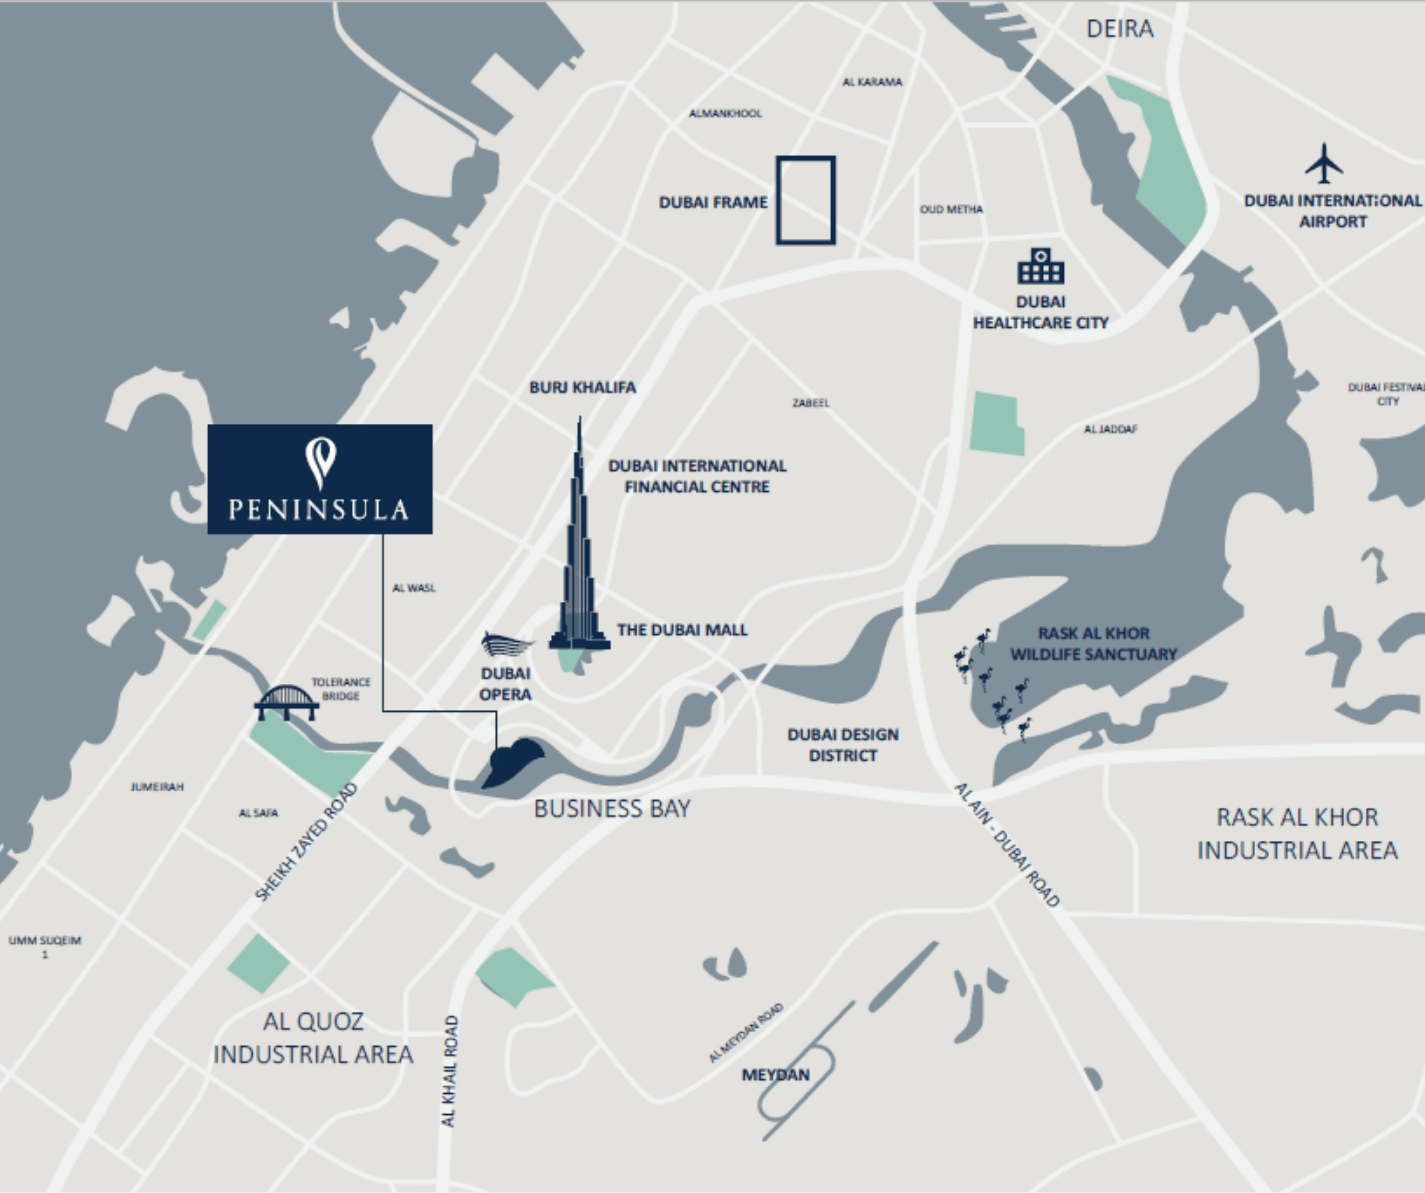 DEIRA
AL KARAMA
ALMANKHOOL
DUBAI FRAME
OUD METHA
DUBAI INTERNATIONAL
AIRPORT
DUBAI
HEALTHCARE CITY
BURJ KHALIFA
ZABEEL
DUBAI FESTIVAL
CITY
AL JADDAF
DUBAI INTERNATIONAL
FINANCIAL CENTRE
PENINSULA
AL WASL
THE DUBAI MALL
RASK AL KHOR
WILDLIFE SANCTUARY
DUBAI
OPERA
TOLERANCE
BRIDGE
DUBAI DESIGN
DISTRICT
JUMEIRAH
AL SAFA
BUSINESS BAY
SHEIKH ZAYED ROAD
AL AIN - DUBAI ROAD
RASK AL KHOR
INDUSTRIAL AREA
UMM SUQEIM
1
AL QUOZ
INDUSTRIAL AREA
AL KHAIL ROAD
AL MEYDAN ROAD
MEYDAN